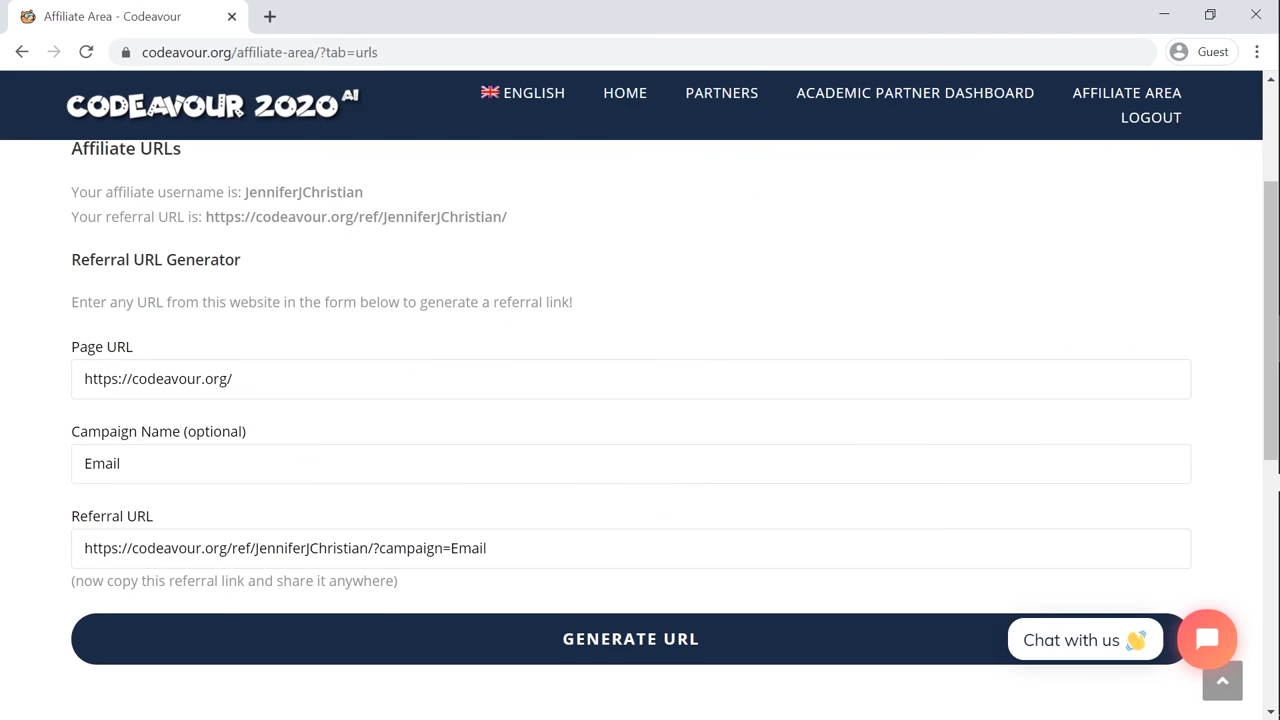 Affiliate Area - Codeavour
codeavour.org/affiliate-area/?tab=urls
Guest
CODEAVOUR 2020 AI
ENGLISH
HOME
PARTNERS
ACADEMIC PARTNER DASHBOARD
AFFILIATE AREA
LOGOUT
Affiliate URLs
Your affiliate username is: JenniferJChristian
Your referral URL is: https://codeavour.org/ref/JenniferJChristian/
Referral URL Generator
Enter any URL from this website in the form below to generate a referral link!
Page URL
https://codeavour.org/
Campaign Name (optional)
Email
Referral URL
https://codeavour.org/ref/JenniferJChristian/?campaign=Email
(now copy this referral link and share it anywhere)
GENERATE URL
Chat with us 👋